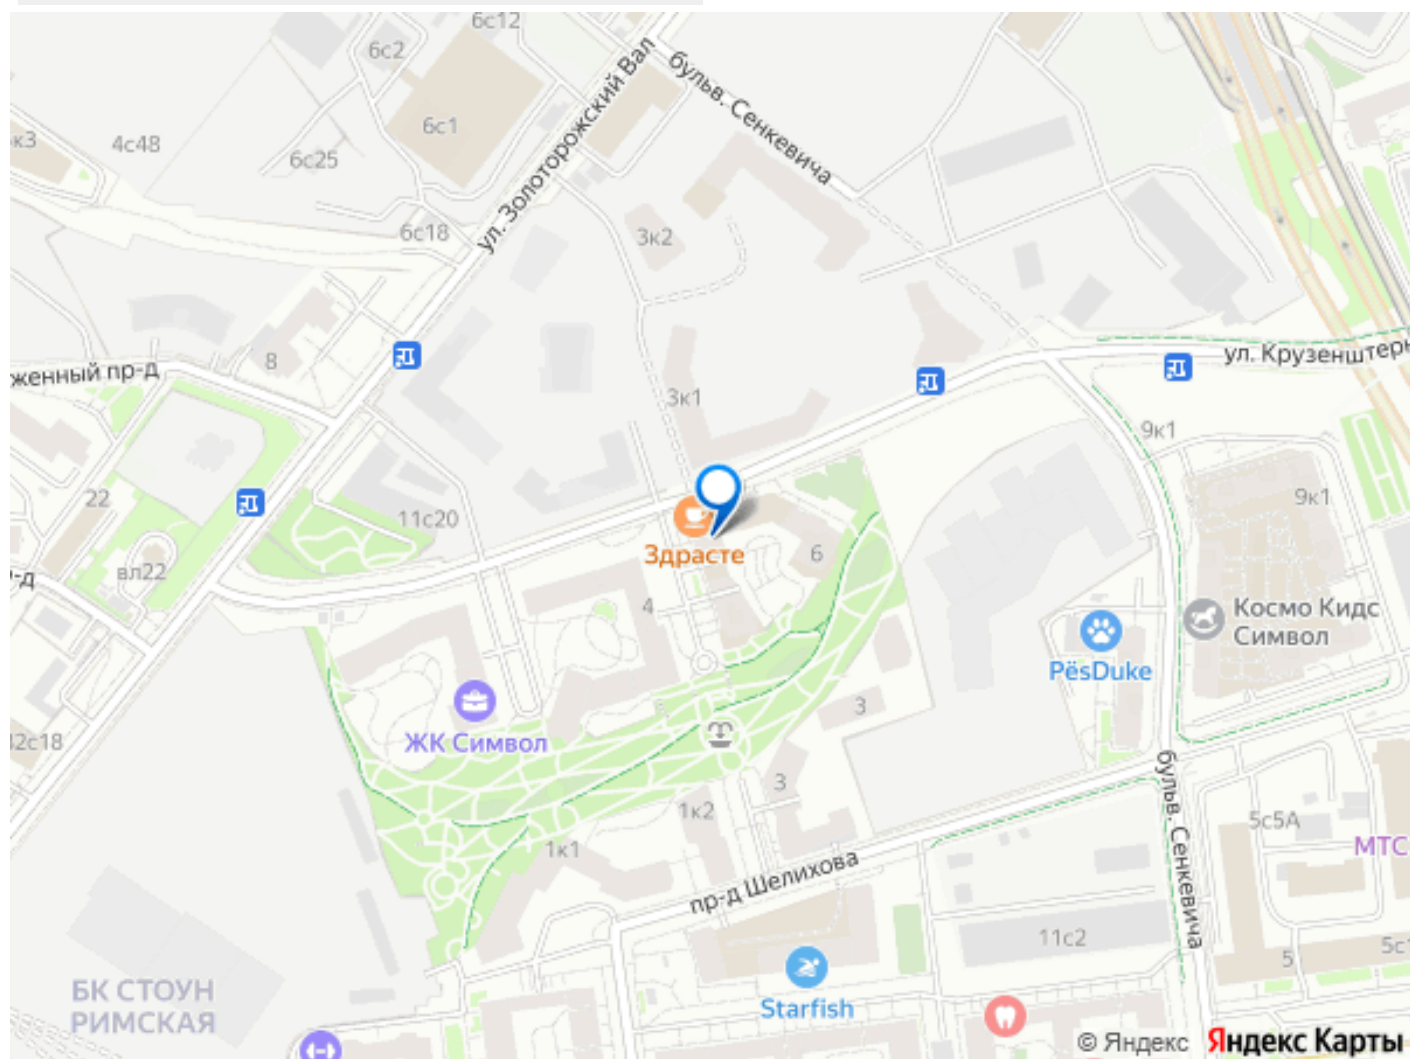 6с12
6с2
ул. Золоторожский Вал
бульв. Сенкевича
6с1
к3
4с48
6с25
6с18
3к2
8
женный пр-д
ул. Крузенштерн
3к1
9к1
9к1
22
11с20
Здрасте
6
вл22
р-д
4
Космо Кидс
Символ
PёsDuke
3
ЖК Символ
42с18
бульв. Сенкевича
3
1к2
5с5А
1к1
МТС
пр-д Шелихова
11с2
5
5с1
БК СТОУН
РИМСКАЯ
Starfish
© Яндекс Яндекс Карты